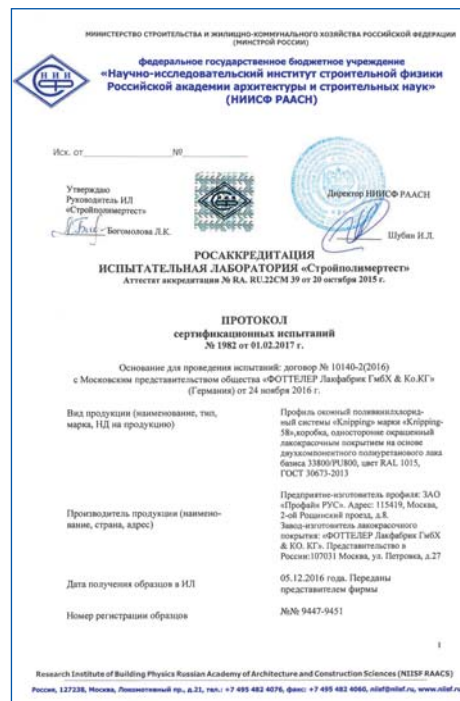 МИНИСТЕРСТВО СТРОИТЕЛЬСТВА И ЖИЛИЩНО-КОММУНАЛЬНОГО ХОЗЯЙСТВА РОССИЙСКОЙ ФЕДЕРАЦИИ
(МИНСТРОЙ РОССИИ)
НИИ
федеральное государственное бюджетное учреждение
«Научно-исследовательский институт строительной физики
Российской академии архитектуры и строительных наук»
(НИИСФ РААСН)
Исх. от № 
Утверждаю
Руководитель ИЛ
«Стройполимертест»
Богомолова Л.К.
Директор НИИСФ РААСН
Шубин И.Л.
РОСАККРЕДИТАЦИЯ
ИСПЫТАТЕЛЬНАЯ ЛАБОРАТОРИЯ «Стройполимертест»
Аттестат аккредитации № RA. RU.22СМ 39 от 20 октября 2015 г.
ПРОТОКОЛ
сертификационных испытаний
№ 1982 от 01.02.2017 г.
Основание для проведения испытаний: договор № 10140-2(2016)
с Московским представительством общества «ФОТТЕЛЕР Лакфабрик ГмбХ & Ко.КГ»
(Германия) от 24 ноября 2016 г.
Вид продукции (наименование, тип,
марка, НД на продукцию)
Профиль оконный поливинилхлорид-
ный системы «Knipping» марки «Knipping-
58»,коробка, односторонне окрашенный
лакокрасочным покрытием на основе
двухкомпонентного полиуретанового лака
базиса 33800/PU800, цвет RAL 1015,
ГОСТ 30673-2013
Производитель продукции (наимено-
вание, страна, адрес)
Предприятие-изготовитель профиля: ЗАО
«Профайн РУС». Адрес: 115419, Москва,
2-ой Рощинский проезд, д.8.
Завод-изготовитель лакокрасочного
покрытия: «ФОТТЕЛЕР Лакфабрик ГмбХ
& КО. КГ». Представительство в
России:107031 Москва, ул. Петровка, д.27
Дата получения образцов в ИЛ
05.12.2016 года. Переданы
представителем фирмы
Номер регистрации образцов
№№ 9447-9451
1
Research Institute of Building Physics Russian Academy of Architecture and Construction Sciences (NIISF RAACS)
Россия, 127238, Москва, Локомотивный пр., д.21, тел.: +7 495 482 4076, факс: +7 495 482 4060, niisf@niisf.ru, www.niisf.ru